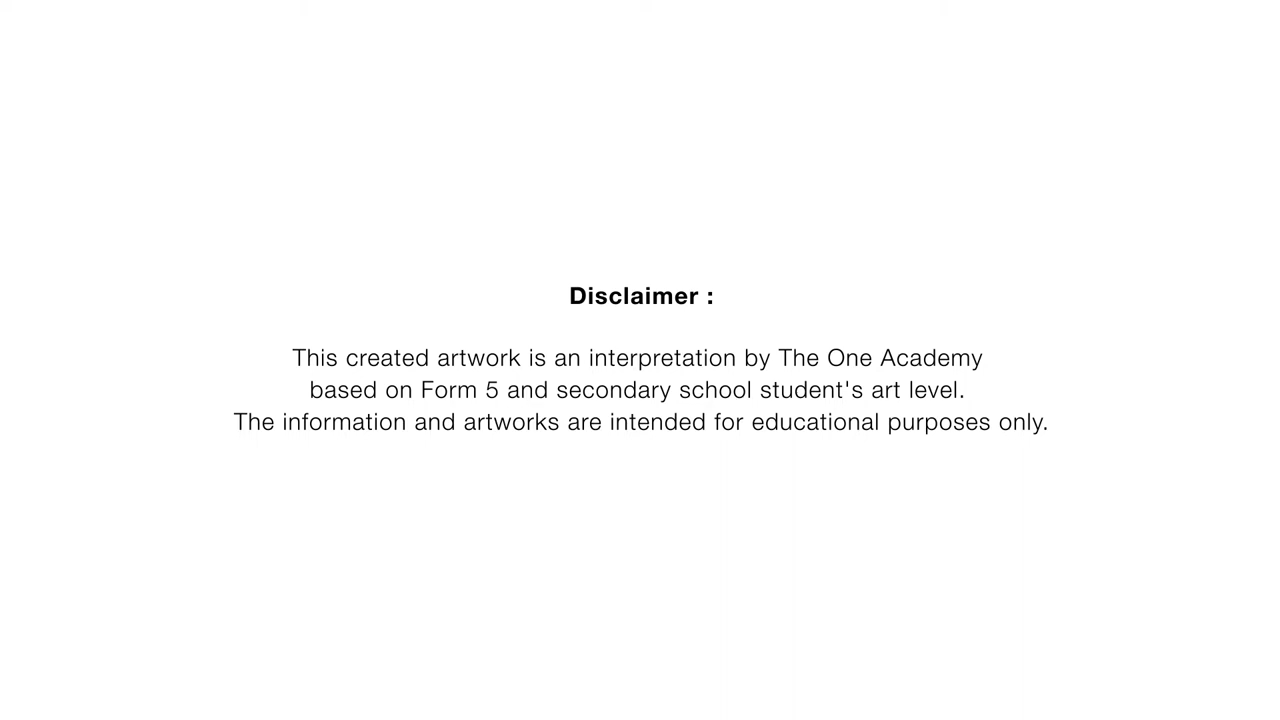 Disclaimer :
This created artwork is an interpretation by The One Academy
based on Form 5 and secondary school student's art level.
The information and artworks are intended for educational purposes only.